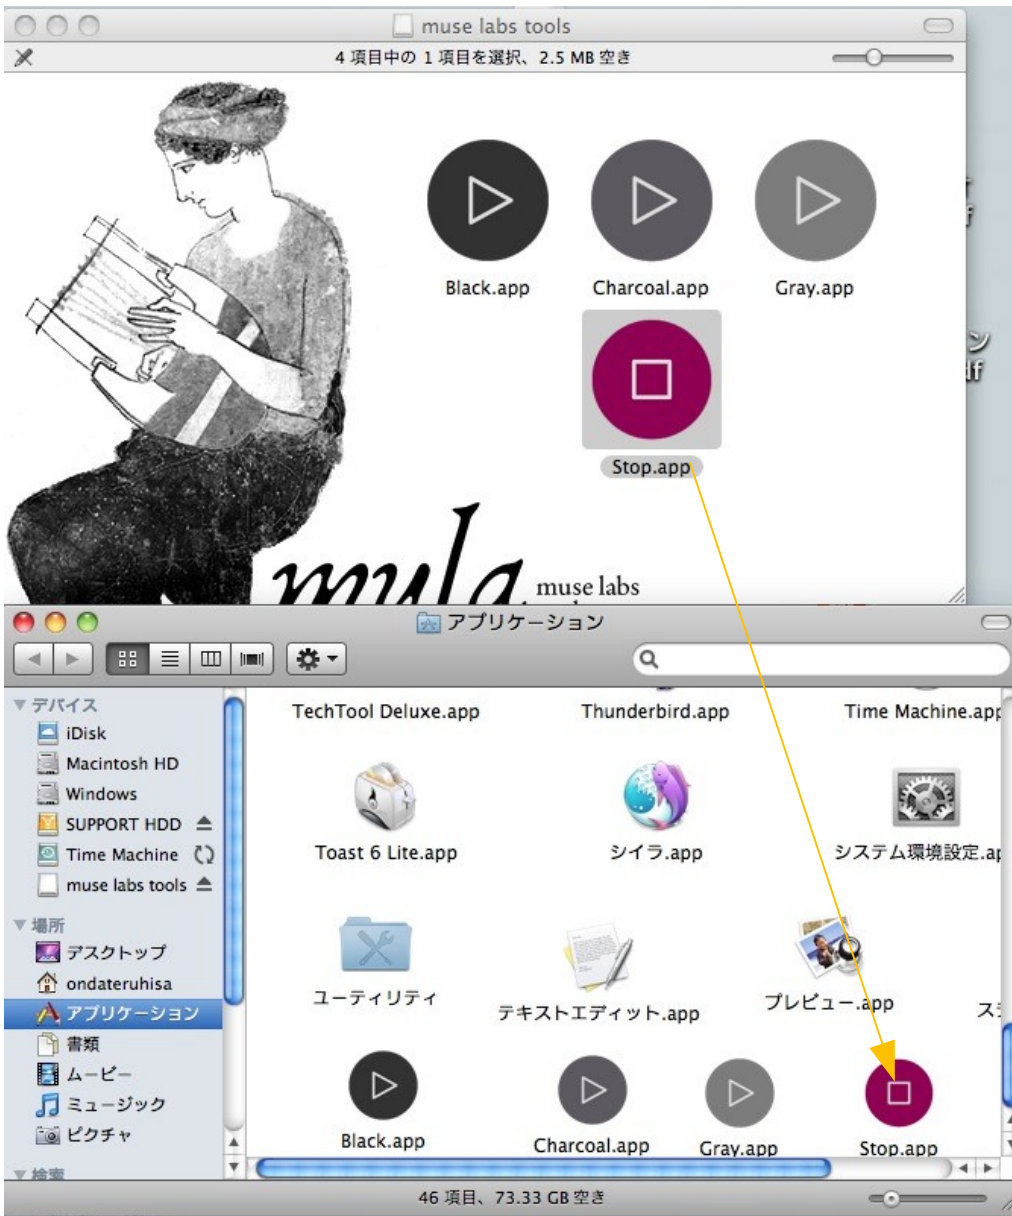 muse labs tools
4 項目中の 1 項目を選択、2.5 MB 空き
Black.app
Charcoal.app
Gray.app
Stop.app
mula
muse labs
アプリケーション
デバイス
iDisk
Macintosh HD
Windows
SUPPORT HDD
Time Machine
muse labs tools
場所
デスクトップ
ondateruhisa
アプリケーション
書類
ムービー
ミュージック
ピクチャ
検索
TechTool Deluxe.app
Thunderbird.app
Time Machine.app
Toast 6 Lite.app
シイラ.app
システム環境設定.ap
ユーティリティ
テキストエディット.app
プレビュー.app
Black.app
Charcoal.app
Gray.app
Stop.app
46 項目、73.33 GB 空き